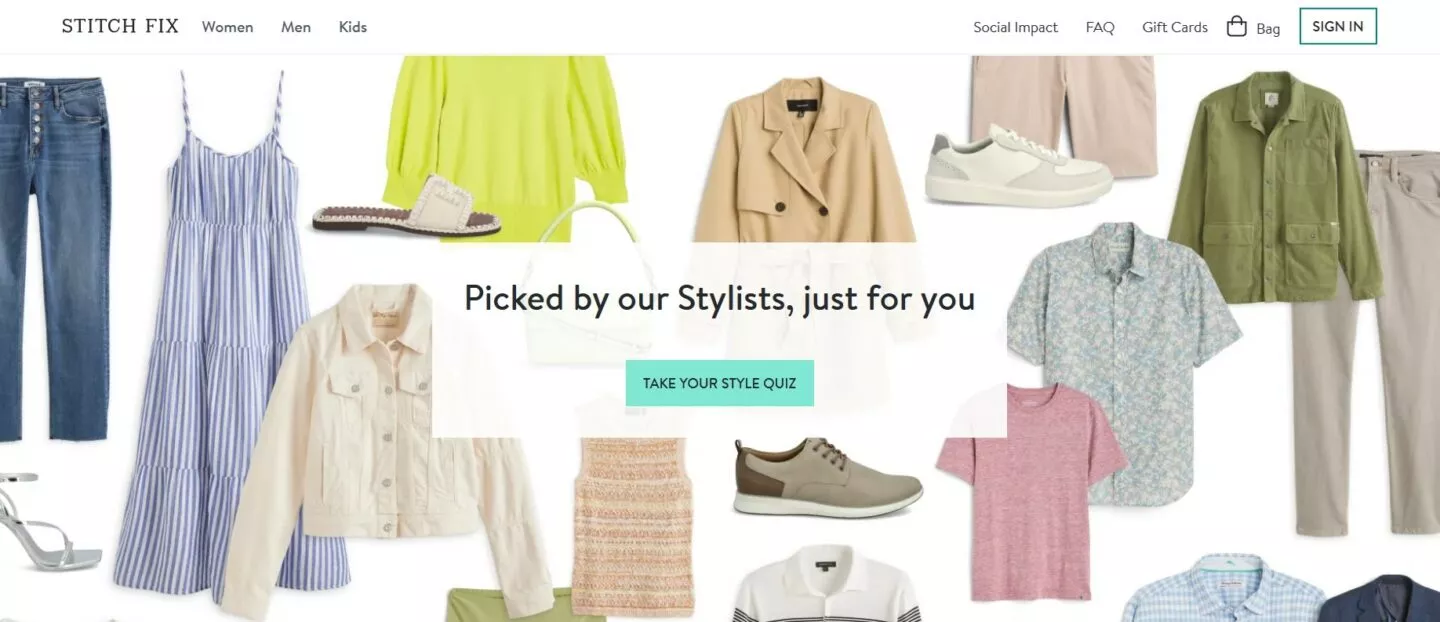 STITCH FIX Women Men Kids Social Impact FAQ Gift Cards Bag SIGN IN
Picked by our Stylists, just for you
TAKE YOUR STYLE QUIZ